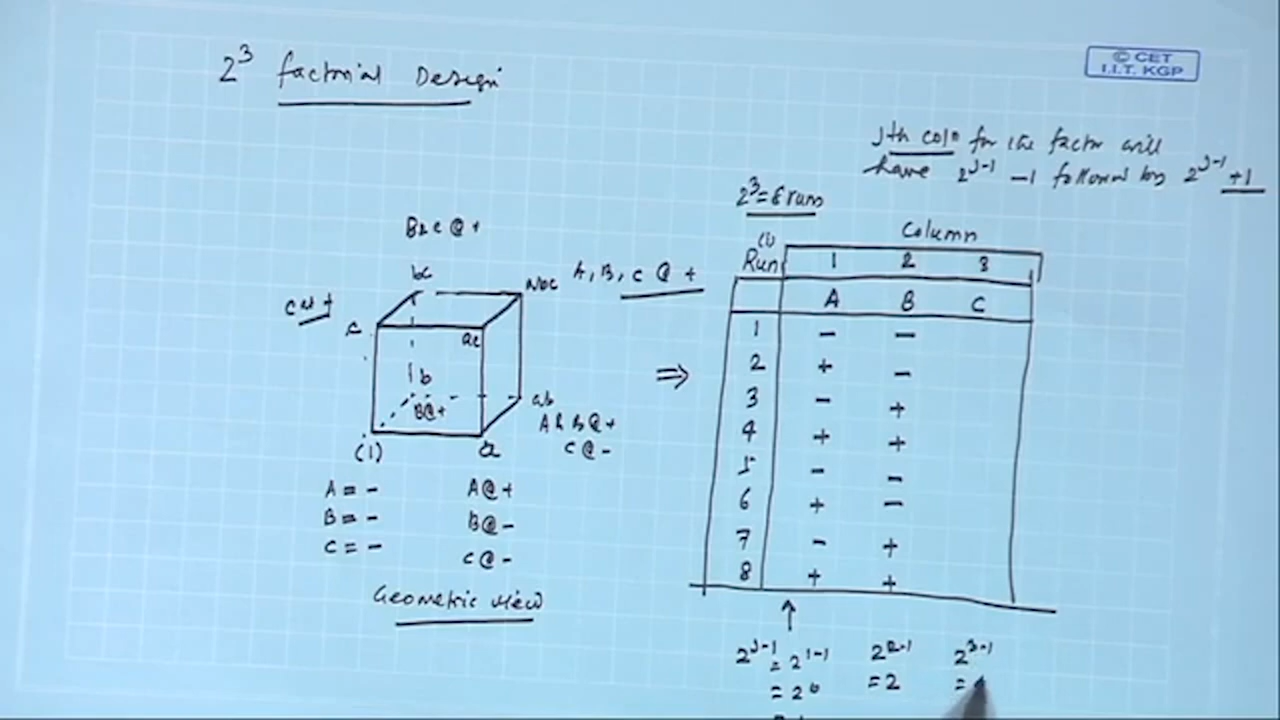 2³ factorial Design
© CET
I.I.T. KGP
Jth coln for the factor will
have 2^J-1 -1 followed by 2^J-1 +1
2³=8 runs
Column
(1)
Run 1 2 3
A B C
1 - -
2 + -
3 - +
4 + +
5 - -
6 + -
7 - +
8 + +
2^J-1 = 2^1-1
= 2⁰
2^2-1
= 2
2^3-1
=
B & C @ +
bc
Abc
A, B, C @ +
C at +
c
ac
b
B@+
ab
A & B @ +
C @ -
(1)
a
A = -
B = -
C = -
A @ +
B @ -
C @ -
Geometric view
⇒